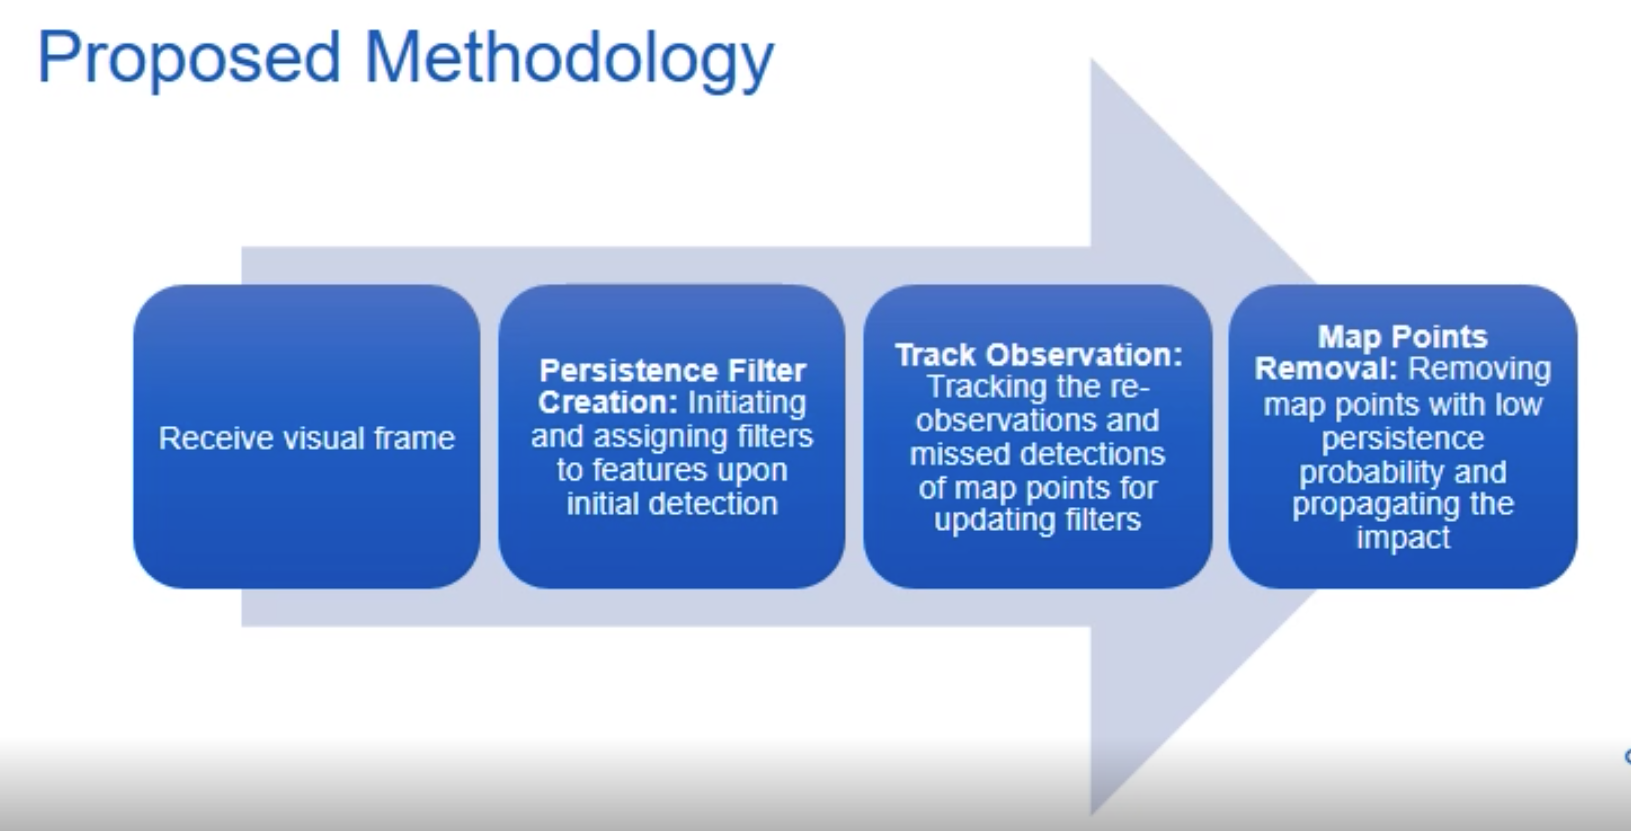 Proposed Methodology
Receive visual frame
Persistence Filter
Creation: Initiating
and assigning filters
to features upon
initial detection
Track Observation:
Tracking the re-
observations and
missed detections
of map points for
updating filters
Map Points
Removal: Removing
map points with low
persistence
probability and
propagating the
impact